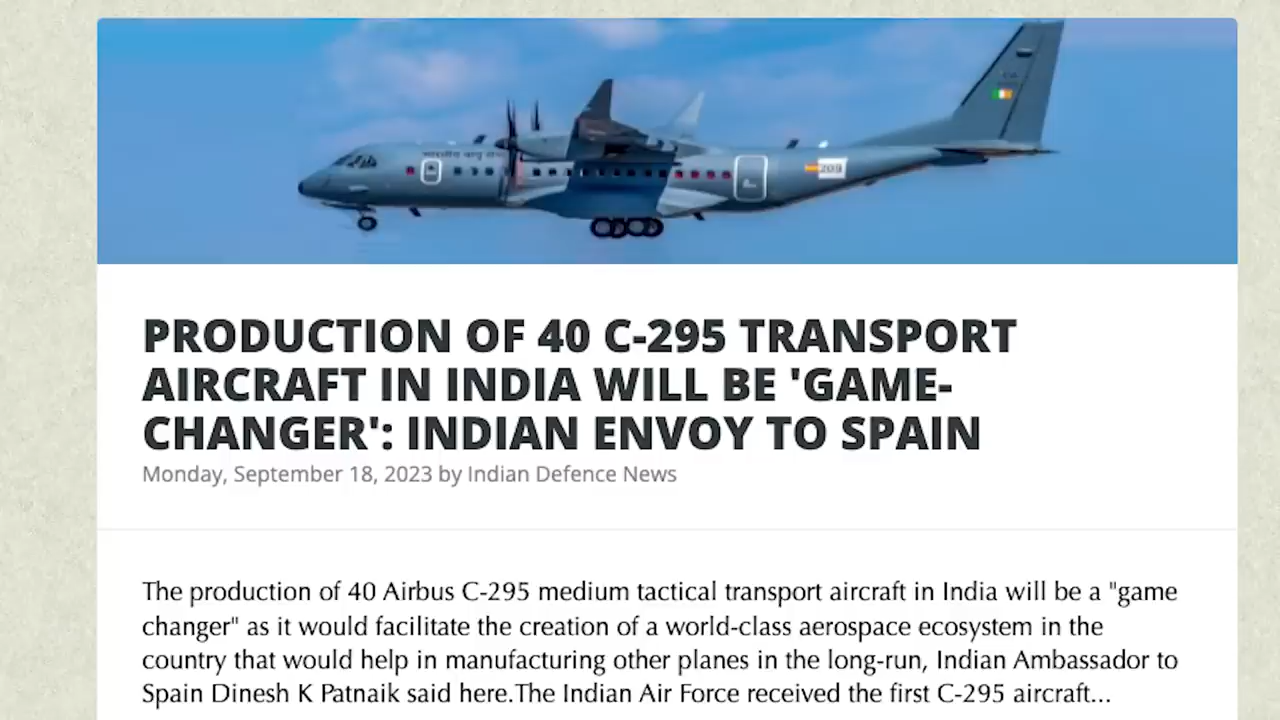 भारतीय वायु सेना
209
PRODUCTION OF 40 C-295 TRANSPORT
AIRCRAFT IN INDIA WILL BE 'GAME-
CHANGER': INDIAN ENVOY TO SPAIN
Monday, September 18, 2023 by Indian Defence News
The production of 40 Airbus C-295 medium tactical transport aircraft in India will be a "game
changer" as it would facilitate the creation of a world-class aerospace ecosystem in the
country that would help in manufacturing other planes in the long-run, Indian Ambassador to
Spain Dinesh K Patnaik said here.The Indian Air Force received the first C-295 aircraft...